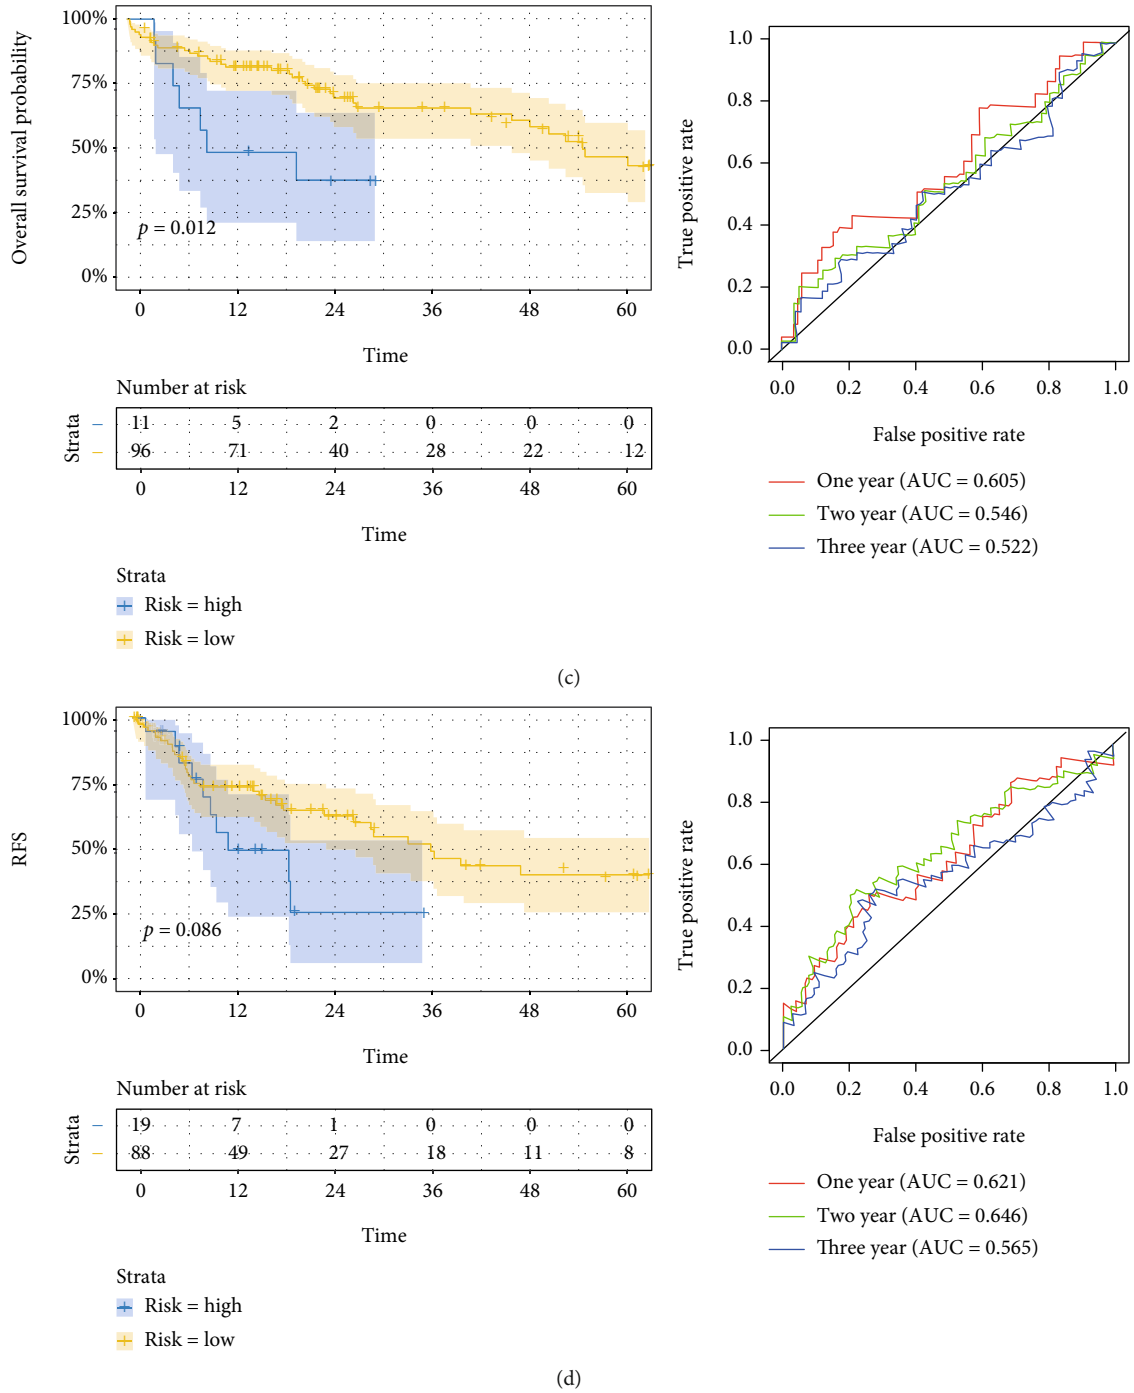 100%
75%
50%
25%
0%
Overall survival probability
p = 0.012
0 12 24 36 48 60
Time
Number at risk
Strata
11 5 2 0 0 0
96 71 40 28 22 12
0 12 24 36 48 60
Time
Strata
Risk = high
Risk = low
1.0
0.8
0.6
0.4
0.2
0.0
True positive rate
0.0 0.2 0.4 0.6 0.8 1.0
False positive rate
One year (AUC = 0.605)
Two year (AUC = 0.546)
Three year (AUC = 0.522)
(c)
100%
75%
50%
25%
0%
RFS
p = 0.086
0 12 24 36 48 60
Time
Number at risk
Strata
19 7 1 0 0 0
88 49 27 18 11 8
0 12 24 36 48 60
Time
Strata
Risk = high
Risk = low
1.0
0.8
0.6
0.4
0.2
0.0
True positive rate
0.0 0.2 0.4 0.6 0.8 1.0
False positive rate
One year (AUC = 0.621)
Two year (AUC = 0.646)
Three year (AUC = 0.565)
(d)